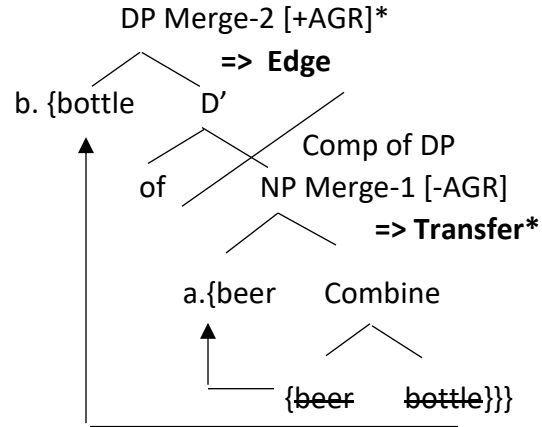 DP Merge-2 [+AGR]*
=> Edge
b. {bottle D’
Comp of DP
of NP Merge-1 [-AGR]
=> Transfer*
a.{beer Combine
{beer bottle}}}